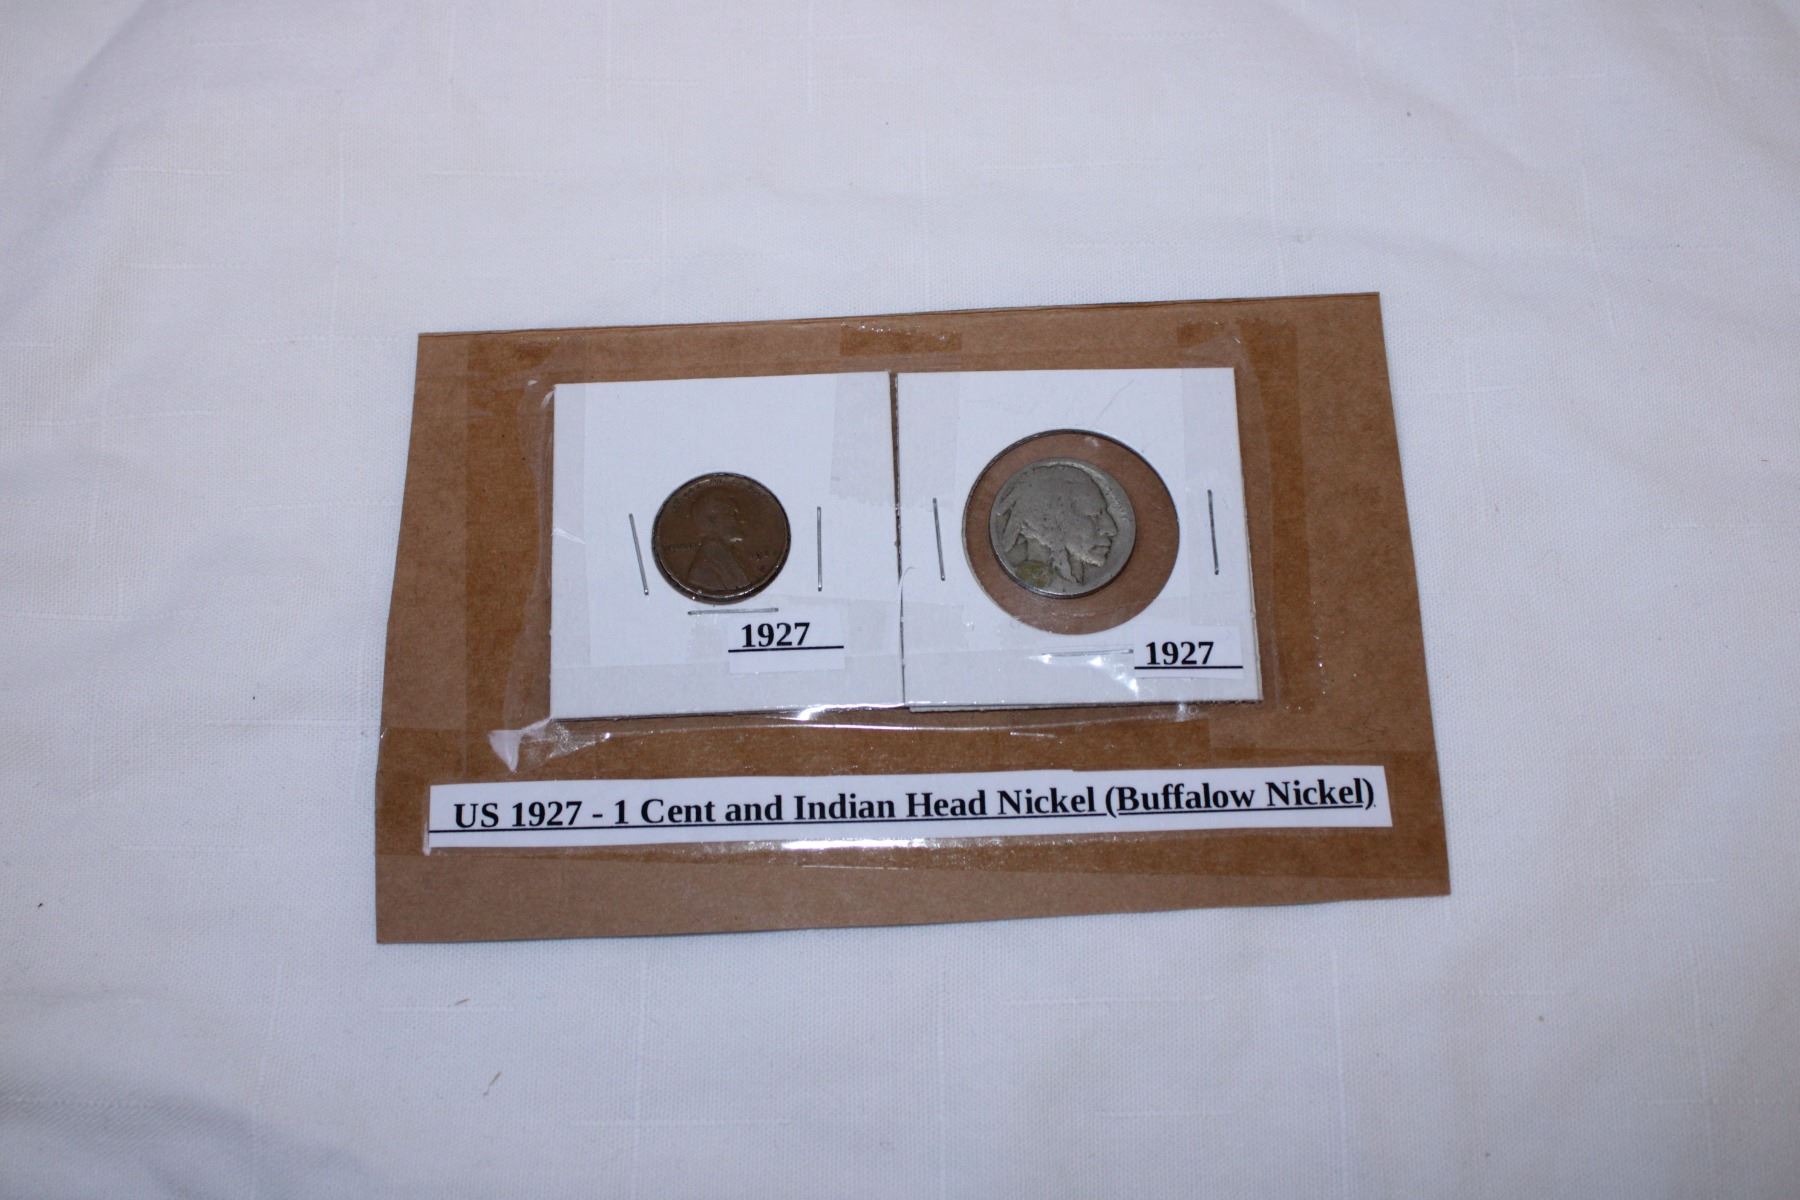 1927
1927
US 1927 - 1 Cent and Indian Head Nickel (Buffalow Nickel)